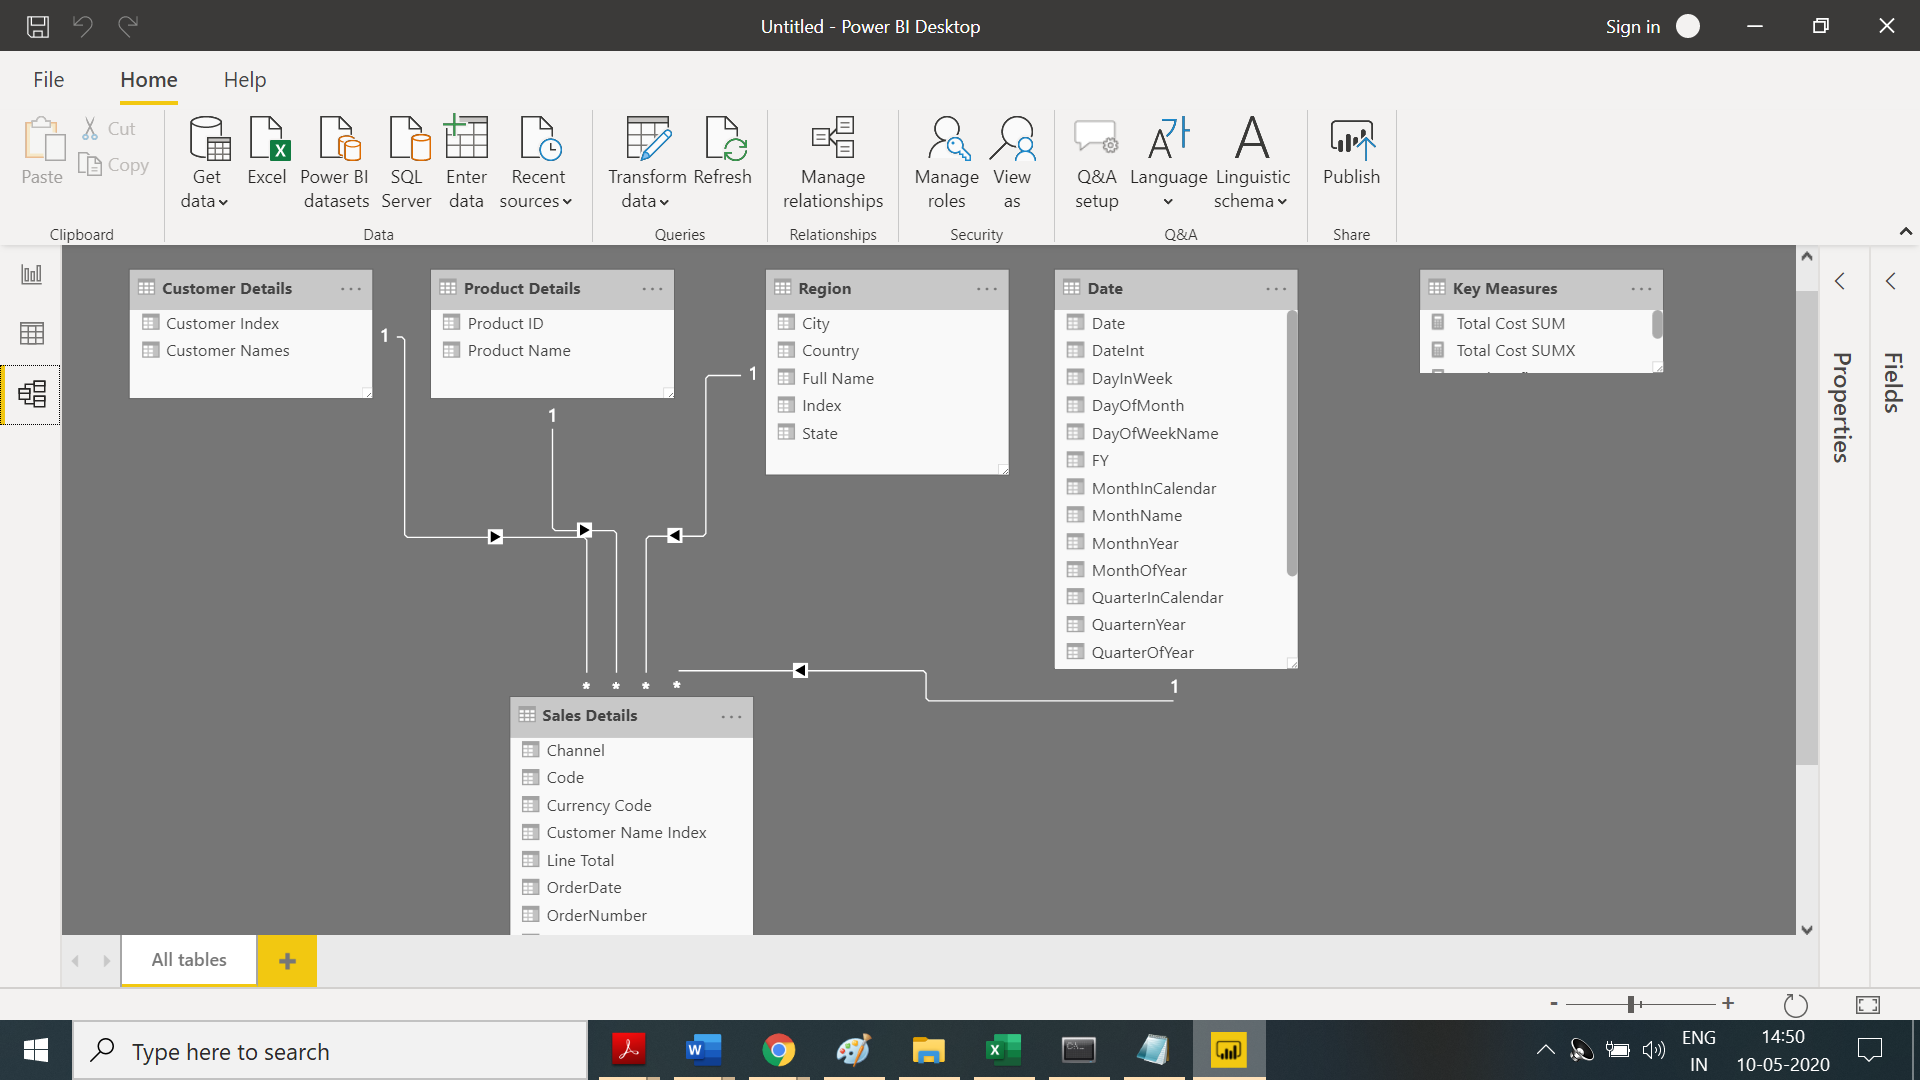 Untitled - Power BI Desktop
Sign in
File Home Help
Paste
Cut
Copy
Clipboard
Get data
Excel
Power BI datasets
SQL Server
Enter data
Recent sources
Data
Transform data
Refresh
Queries
Manage relationships
Relationships
Manage roles
View as
Security
Q&A setup
Language
Linguistic schema
Q&A
Publish
Share
Customer Details
Customer Index
Customer Names
1
Product Details
Product ID
Product Name
1
Region
City
Country
Full Name
Index
State
1
Date
Date
DateInt
DayInWeek
DayOfMonth
DayOfWeekName
FY
MonthInCalendar
MonthName
MonthnYear
MonthOfYear
QuarterInCalendar
QuarternYear
QuarterOfYear
1
Key Measures
Total Cost SUM
Total Cost SUMX
* * * *
Sales Details
Channel
Code
Currency Code
Customer Name Index
Line Total
OrderDate
OrderNumber
Properties
Fields
All tables
+
- +
Type here to search
ENG
IN
14:50
10-05-2020